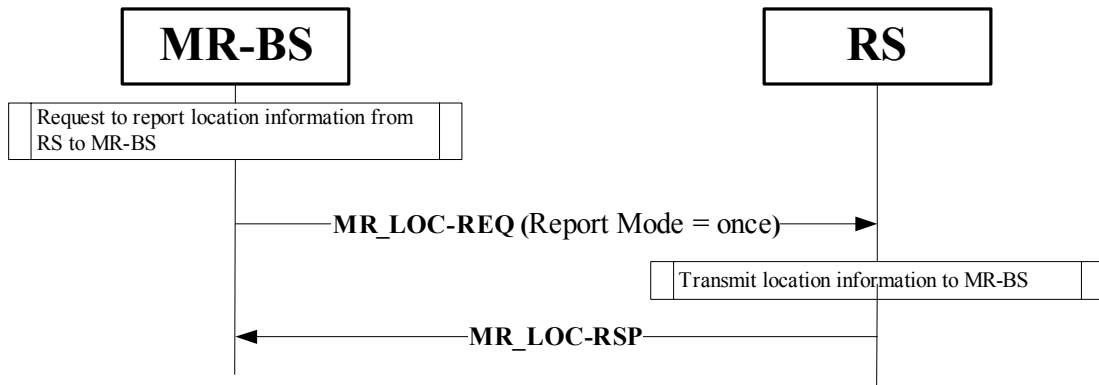 MR-BS
RS
Request to report location information from
RS to MR-BS
MR_LOC-REQ (Report Mode = once)
Transmit location information to MR-BS
MR_LOC-RSP